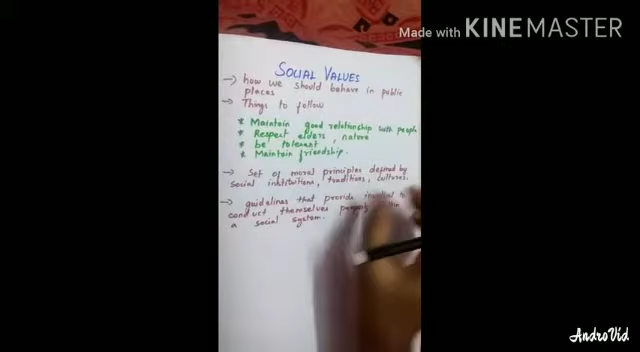 Made with KINEMASTER
SOCIAL VALUES
→ how we should behave in public
places
→ Things to follow
* Maintain good relationship with people
* Respect elders, nature
* be tolerant
* Maintain friendship.
→ Set of moral principles defined by
social institutions, traditions, cultures.
→ guidelines that provide to
conduct themselves
a social system.
AndroVid